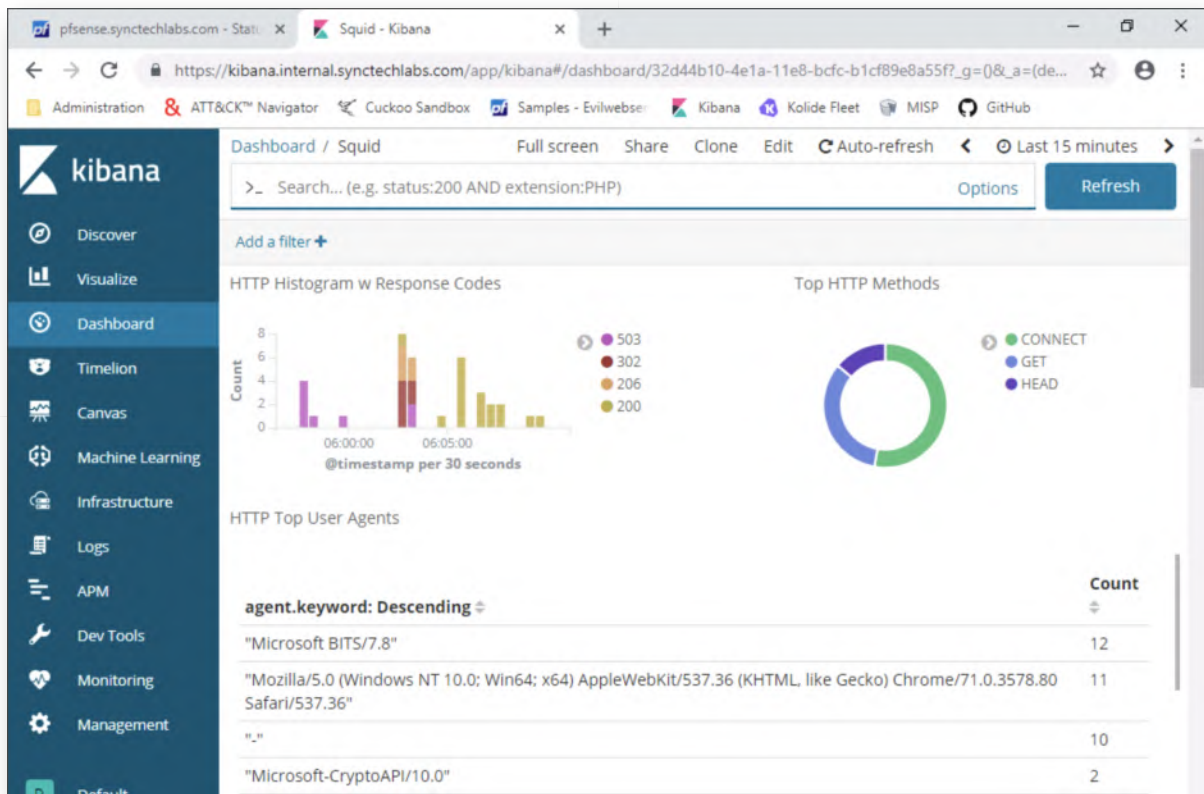 pfsense.synctechlabs.com - Stat
Squid - Kibana
https://kibana.internal.synctechlabs.com/app/kibana#/dashboard/32d44b10-4e1a-11e8-bcfc-b1cf89e8a55f?_g=()&_a=(de...
Administration ATT&CK™ Navigator Cuckoo Sandbox Samples - Evilwebser Kibana Kolide Fleet MISP GitHub
kibana
Discover
Visualize
Dashboard
Timelion
Canvas
Machine Learning
Infrastructure
Logs
APM
Dev Tools
Monitoring
Management
Default
Dashboard / Squid Full screen Share Clone Edit Auto-refresh Last 15 minutes
>_ Search... (e.g. status:200 AND extension:PHP) Options Refresh
Add a filter +
HTTP Histogram w Response Codes
Count
8
6
4
2
0
06:00:00 06:05:00
@timestamp per 30 seconds
503
302
206
200
Top HTTP Methods
CONNECT
GET
HEAD
HTTP Top User Agents
agent.keyword: Descending Count
"Microsoft BITS/7.8" 12
"Mozilla/5.0 (Windows NT 10.0; Win64; x64) AppleWebKit/537.36 (KHTML, like Gecko) Chrome/71.0.3578.80 11
Safari/537.36"
"-" 10
"Microsoft-CryptoAPI/10.0" 2